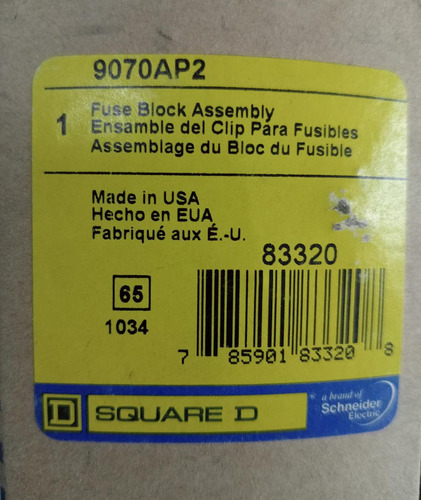 9070AP2
1
Fuse Block Assembly
Ensamble del Clip Para Fusibles
Assemblage du Bloc du Fusible
Made in USA
Hecho en EUA
Fabriqué aux É.-U.
83320
65
1034
7 85901 83320 8
D SQUARE D
® a brand of
Schneider
Electric